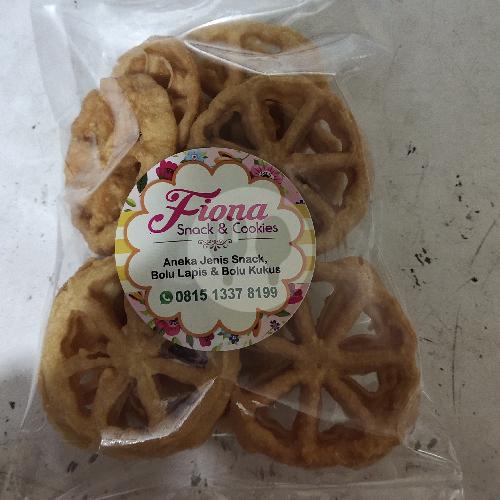 Fiona
Snack & Cookies
Aneka Jenis Snack,
Bolu Lapis & Bolu Kukus
0815 1337 8199